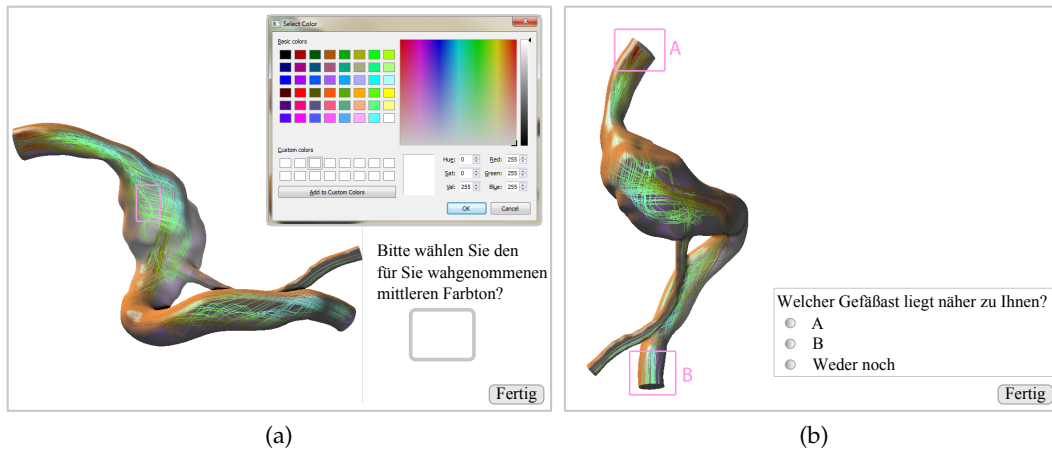 Select Color
Basic colors
Custom colors
Hue: 0 Red: 255
Sat: 0 Green: 255
Val: 255 Blue: 255
Add to Custom Colors
OK Cancel
Bitte wählen Sie den
für Sie wahgenommenen
mittleren Farbton?
Fertig
(a)
A
B
Welcher Gefäßast liegt näher zu Ihnen?
A
B
Weder noch
Fertig
(b)